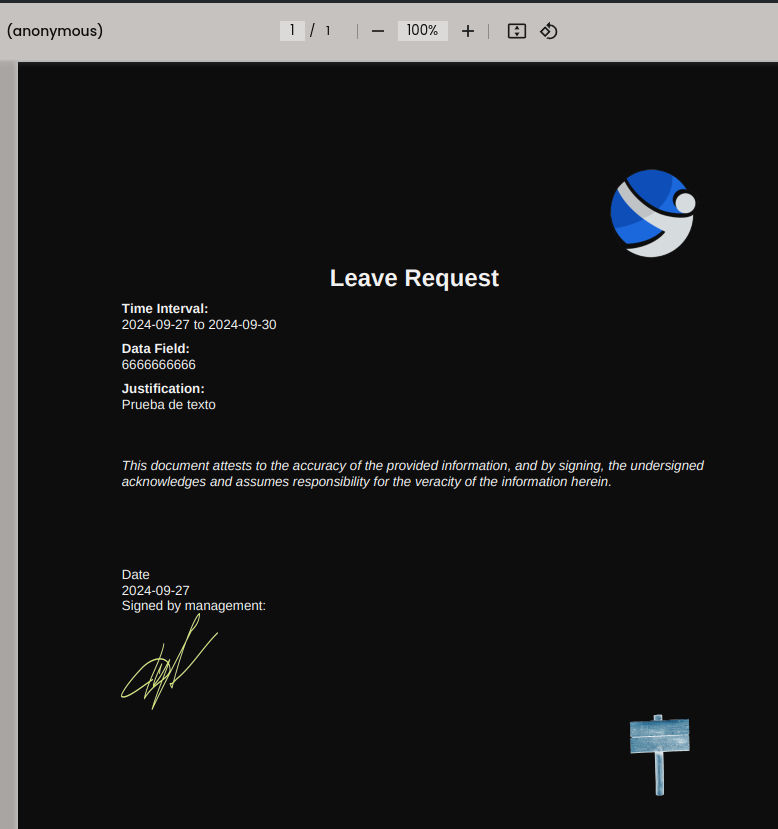 (anonymous)
1 / 1
100%
Leave Request
Time Interval:
2024-09-27 to 2024-09-30
Data Field:
6666666666
Justification:
Prueba de texto
This document attests to the accuracy of the provided information, and by signing, the undersigned
acknowledges and assumes responsibility for the veracity of the information herein.
Date
2024-09-27
Signed by management: